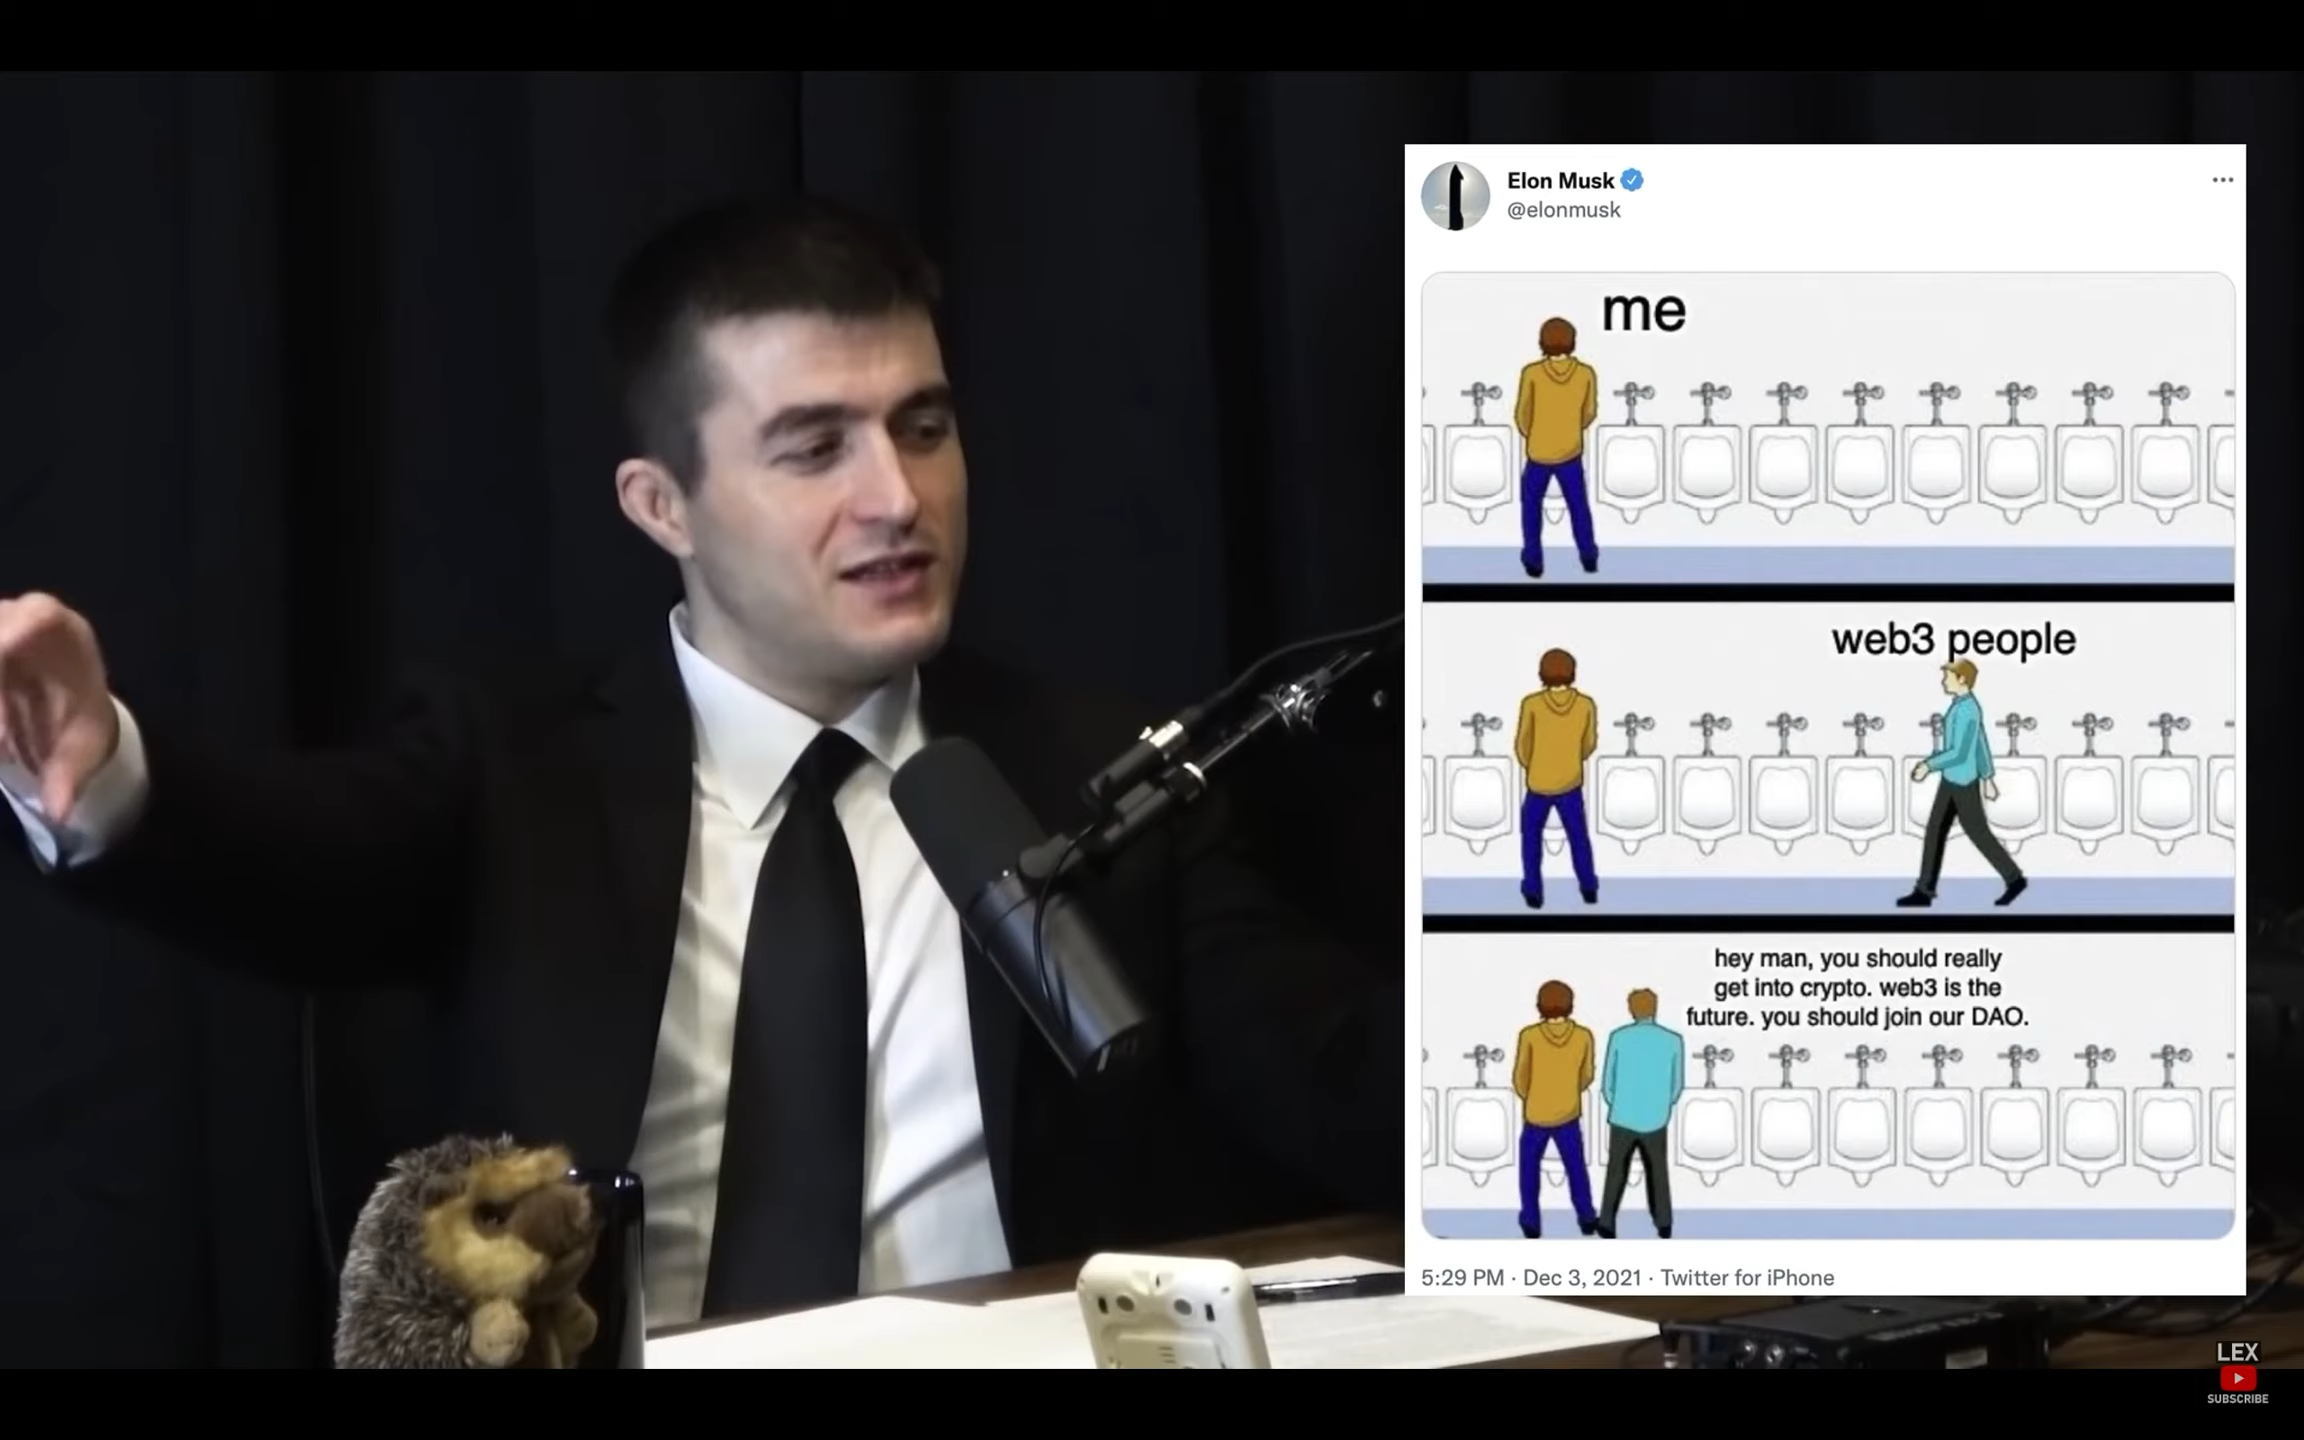 Elon Musk
@elonmusk
me
web3 people
hey man, you should really
get into crypto. web3 is the
future. you should join our DAO.
5:29 PM · Dec 3, 2021 · Twitter for iPhone
LEX
SUBSCRIBE